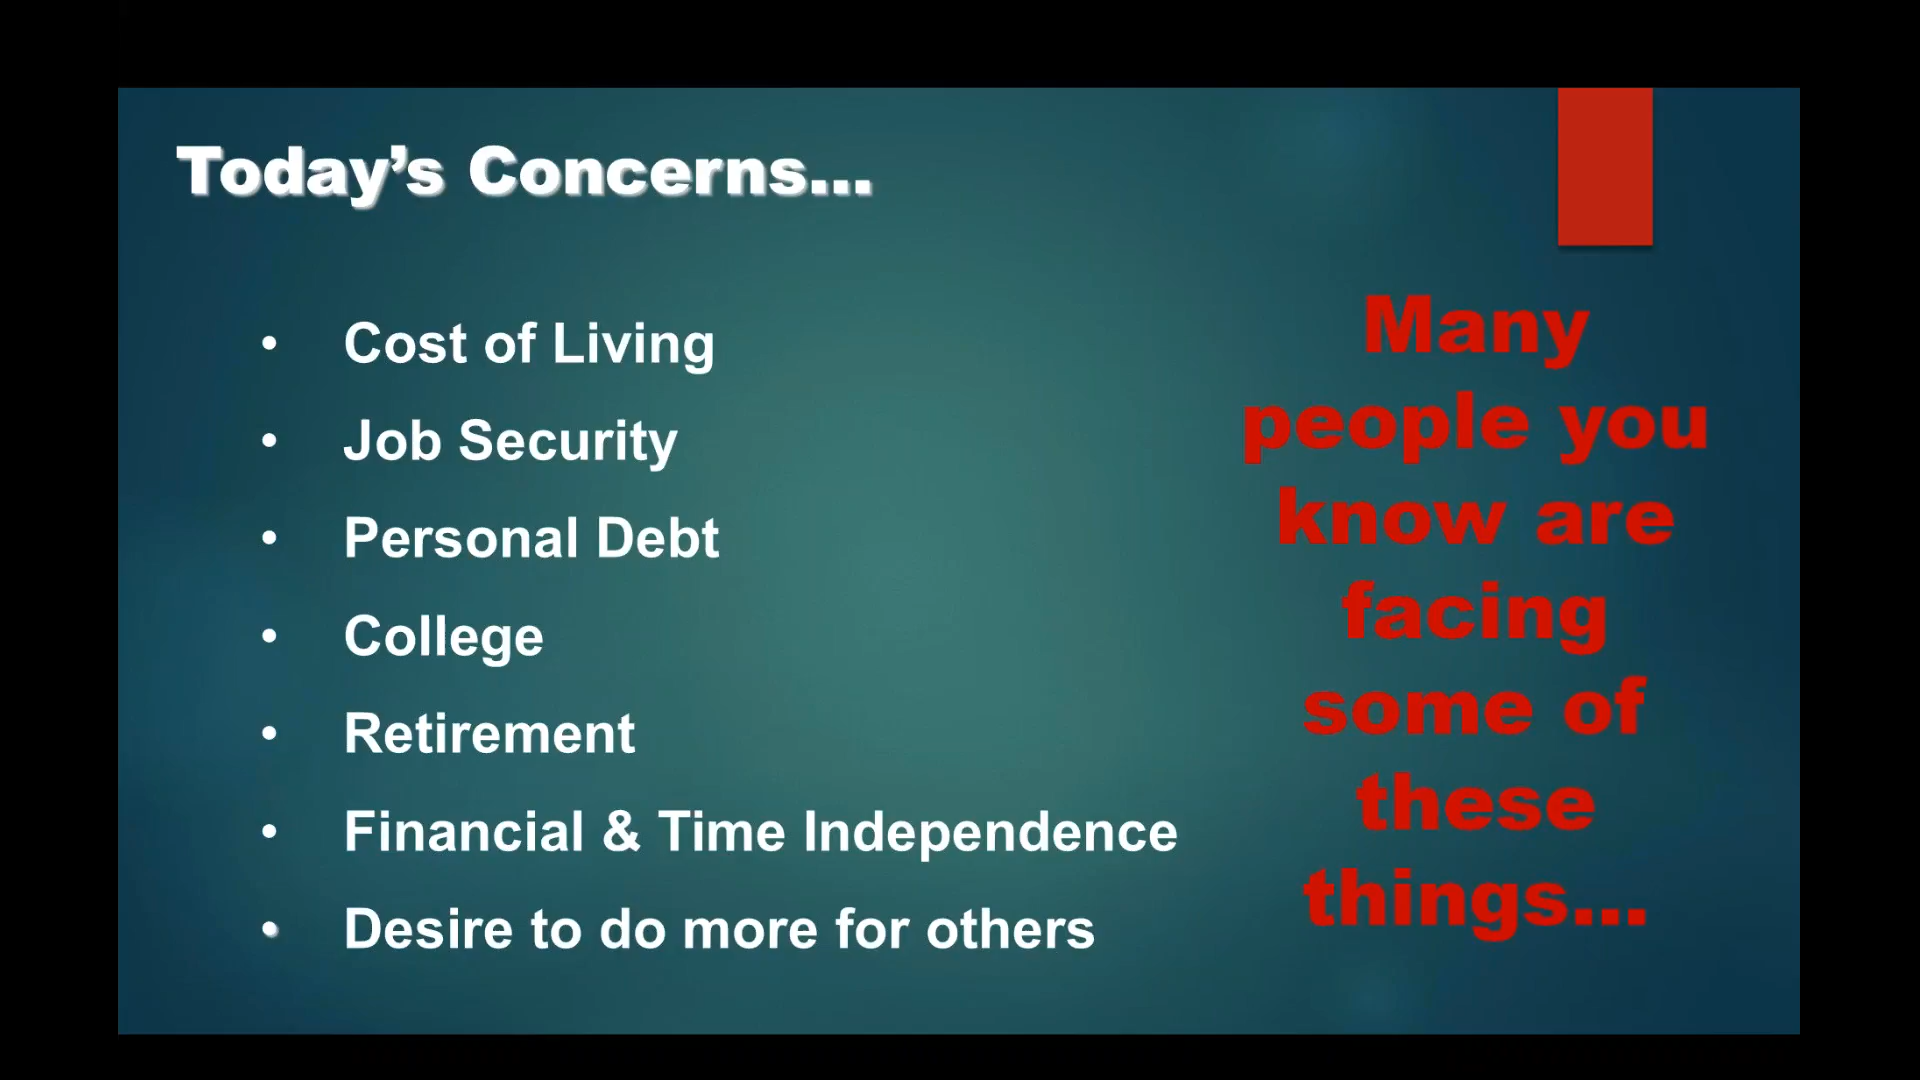 Today’s Concerns...
• Cost of Living
• Job Security
• Personal Debt
• College
• Retirement
• Financial & Time Independence
• Desire to do more for others
Many
people you
know are
facing
some of
these
things...